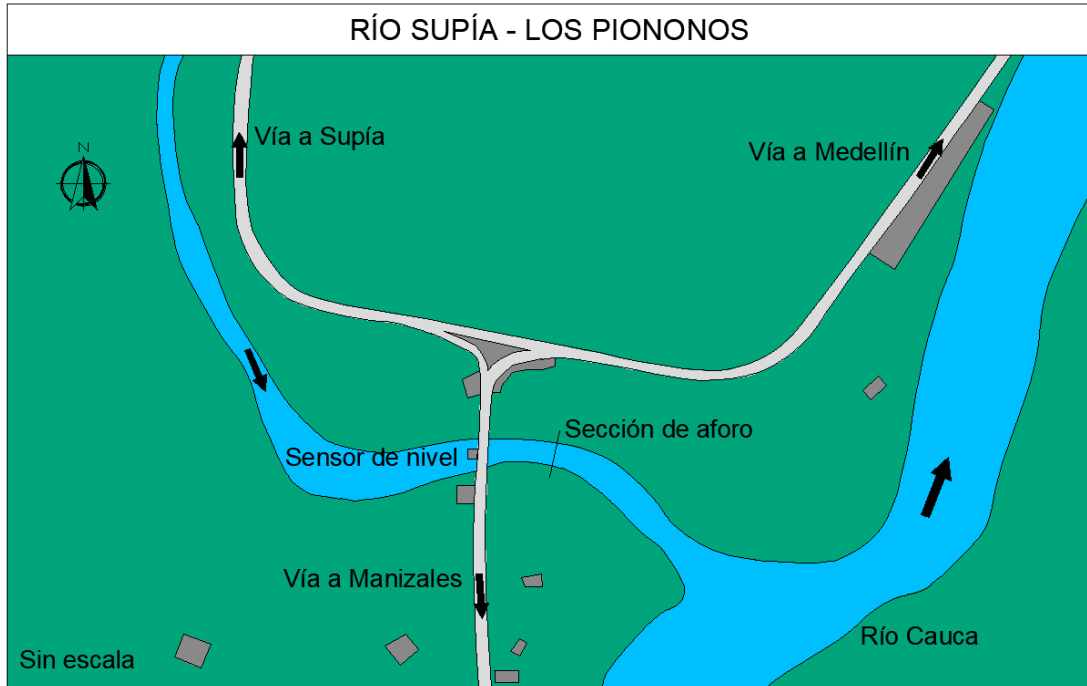 RÍO SUPÍA - LOS PIONONOS
Vía a Supía
Vía a Medellín
N
Sección de aforo
Sensor de nivel
Vía a Manizales
Río Cauca
Sin escala